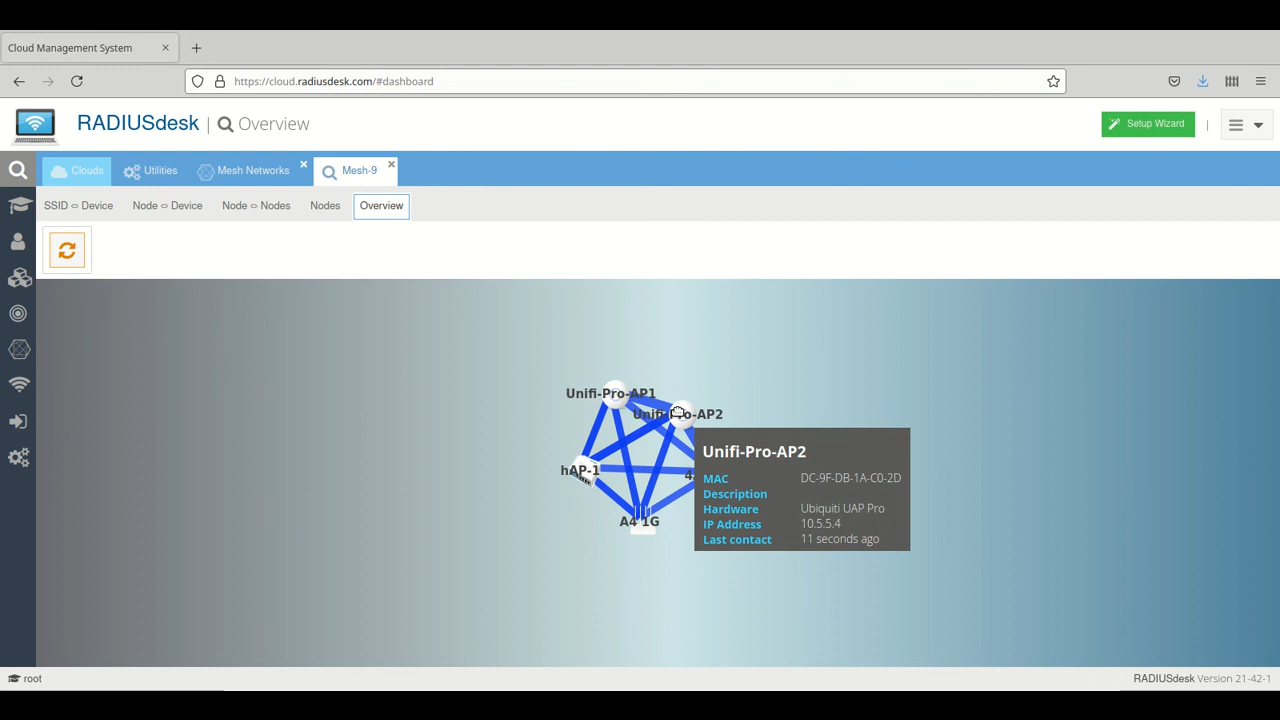 Cloud Management System
https://cloud.radiusdesk.com/#dashboard
RADIUSdesk | Overview
Setup Wizard |
Clouds Utilities Mesh Networks Mesh-9
SSID ⇔ Device Node ⇔ Device Node ⇔ Nodes Nodes Overview
Unifi-Pro-AP1
Unifi-Pro-AP2
hAP-1
4
A4 1G
Unifi-Pro-AP2
MAC DC-9F-DB-1A-C0-2D
Description
Hardware Ubiquiti UAP Pro
IP Address 10.5.5.4
Last contact 11 seconds ago
root
RADIUSdesk Version 21-42-1